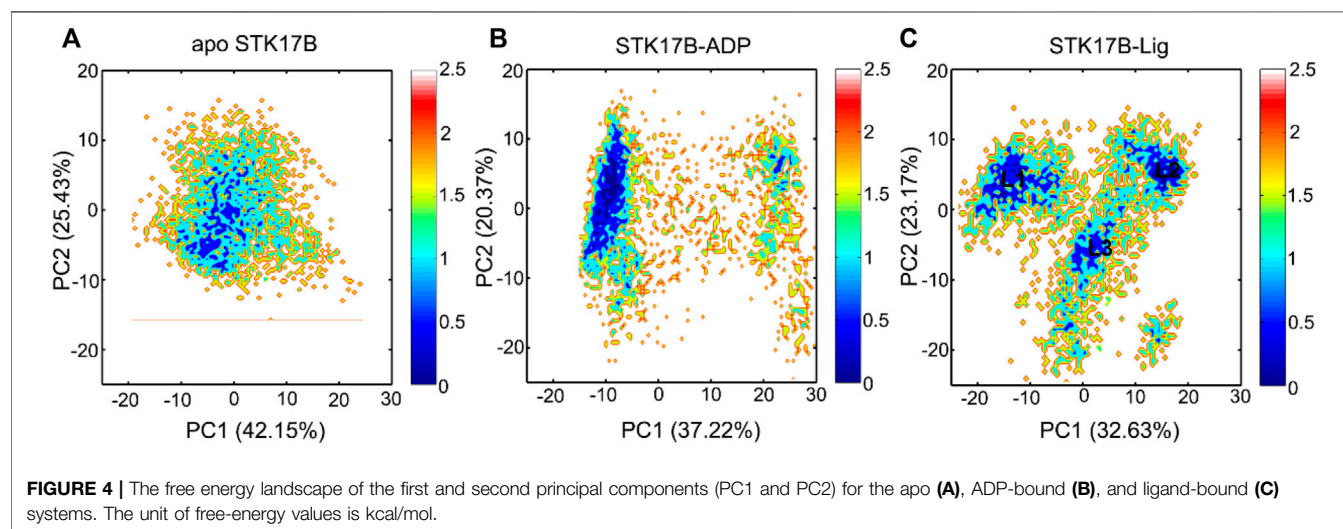 A
apo STK17B
20
10
0
-10
-20
-20
-10
0
10
20
30
PC2 (25.43%)
PC1 (42.15%)
2.5
2
1.5
1
0.5
0
B
STK17B-ADP
20
10
0
-10
-20
-10
0
10
20
30
PC2 (20.37%)
PC1 (37.22%)
2.5
2
1.5
1
0.5
0
C
STK17B-Lig
20
10
0
-10
-20
-20
-10
0
10
20
30
PC2 (23.17%)
PC1 (32.63%)
L1
L2
L3
2.5
2
1.5
1
0.5
0
FIGURE 4 | The free energy landscape of the first and second principal components (PC1 and PC2) for the apo (A), ADP-bound (B), and ligand-bound (C)
systems. The unit of free-energy values is kcal/mol.